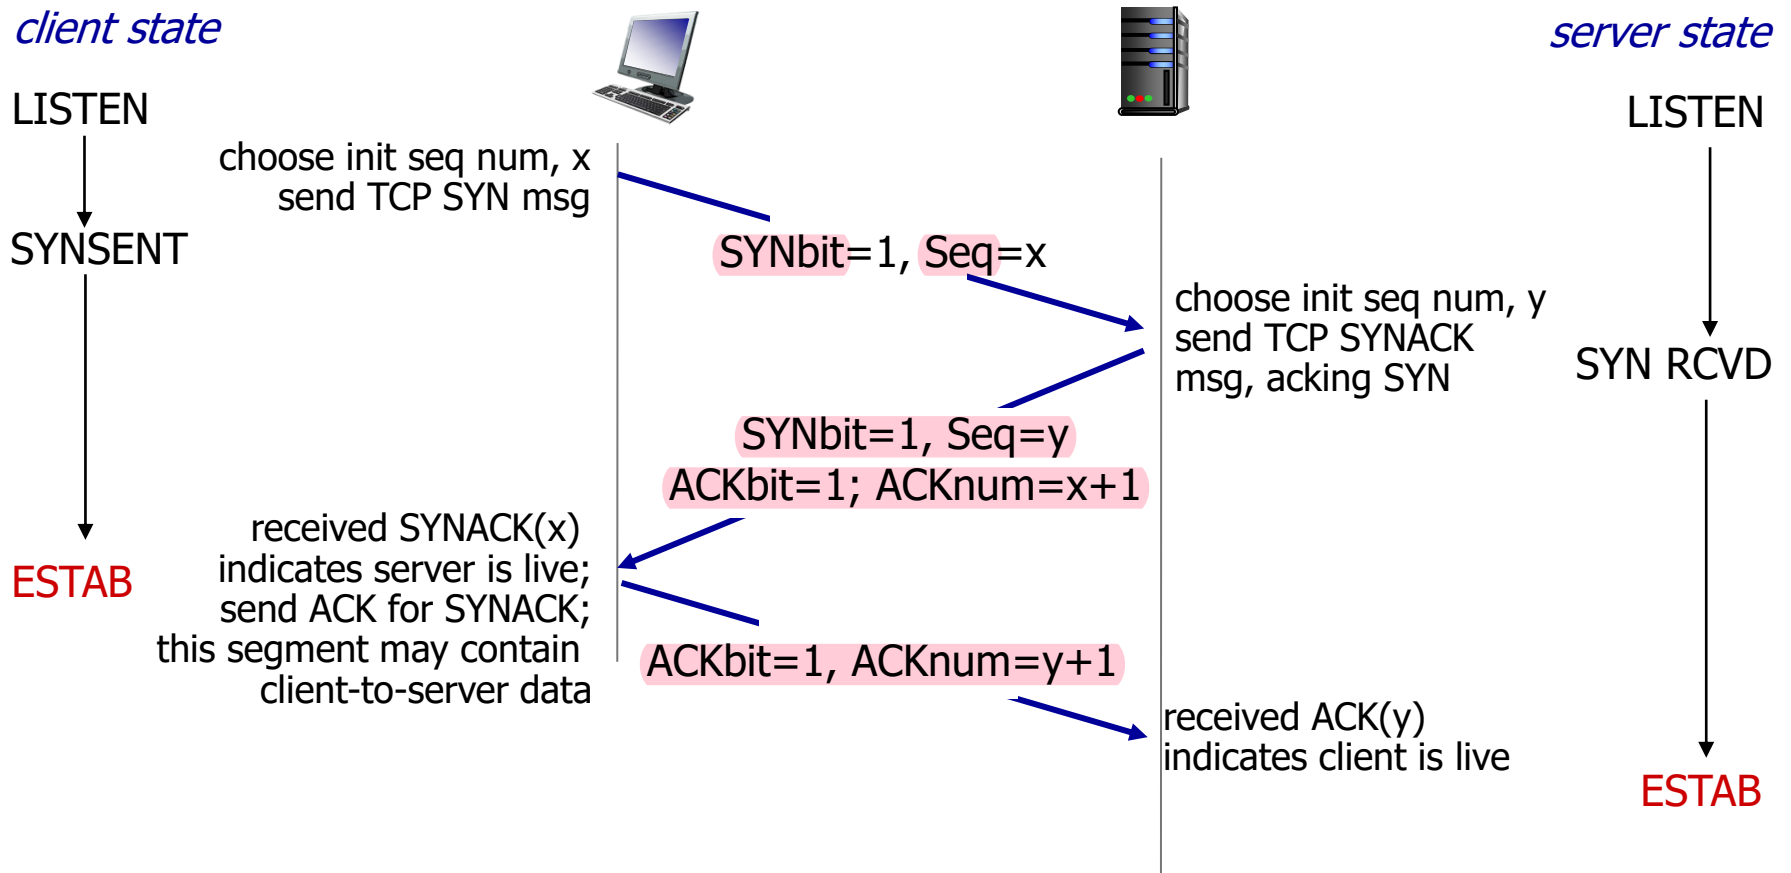 client state
server state
LISTEN
LISTEN
choose init seq num, x
send TCP SYN msg
SYNSENT
SYNbit=1, Seq=x
choose init seq num, y
send TCP SYNACK
msg, acking SYN
SYN RCVD
SYNbit=1, Seq=y
ACKbit=1; ACKnum=x+1
received SYNACK(x)
indicates server is live;
send ACK for SYNACK;
this segment may contain
client-to-server data
ESTAB
ACKbit=1, ACKnum=y+1
received ACK(y)
indicates client is live
ESTAB